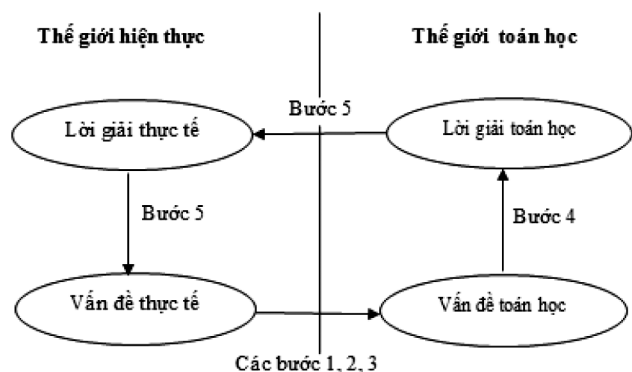 Thế giới hiện thực
Thế giới toán học
Bước 5
Lời giải thực tế
Lời giải toán học
Bước 5
Bước 4
Vấn đề thực tế
Vấn đề toán học
Các bước 1, 2, 3